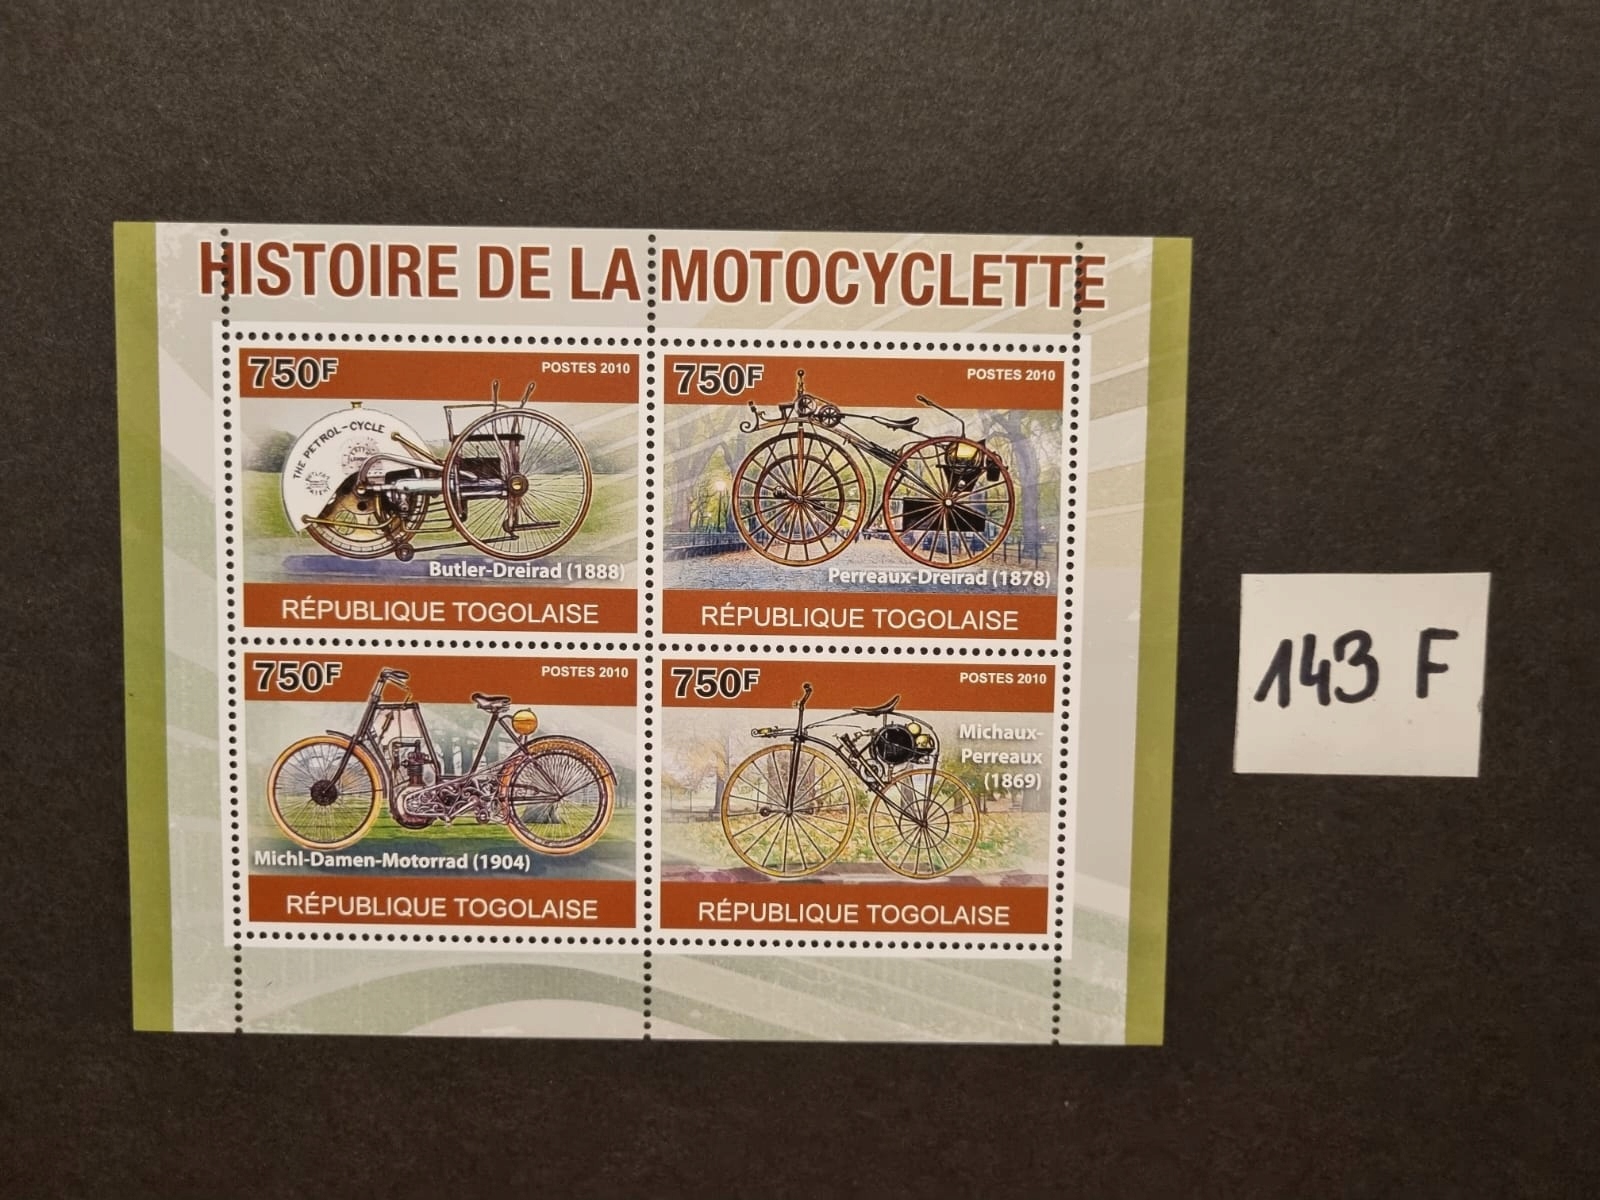 HISTOIRE DE LA MOTOCYCLETTE
750F
POSTES 2010
THE PETROL-CYCLE
Butler-Dreirad (1888)
RÉPUBLIQUE TOGOLAISE
750F
POSTES 2010
Perreaux-Dreirad (1878)
RÉPUBLIQUE TOGOLAISE
750F
POSTES 2010
Michl-Damen-Motorrad (1904)
RÉPUBLIQUE TOGOLAISE
750F
POSTES 2010
Michaux-
Perreaux
(1869)
RÉPUBLIQUE TOGOLAISE
143 F